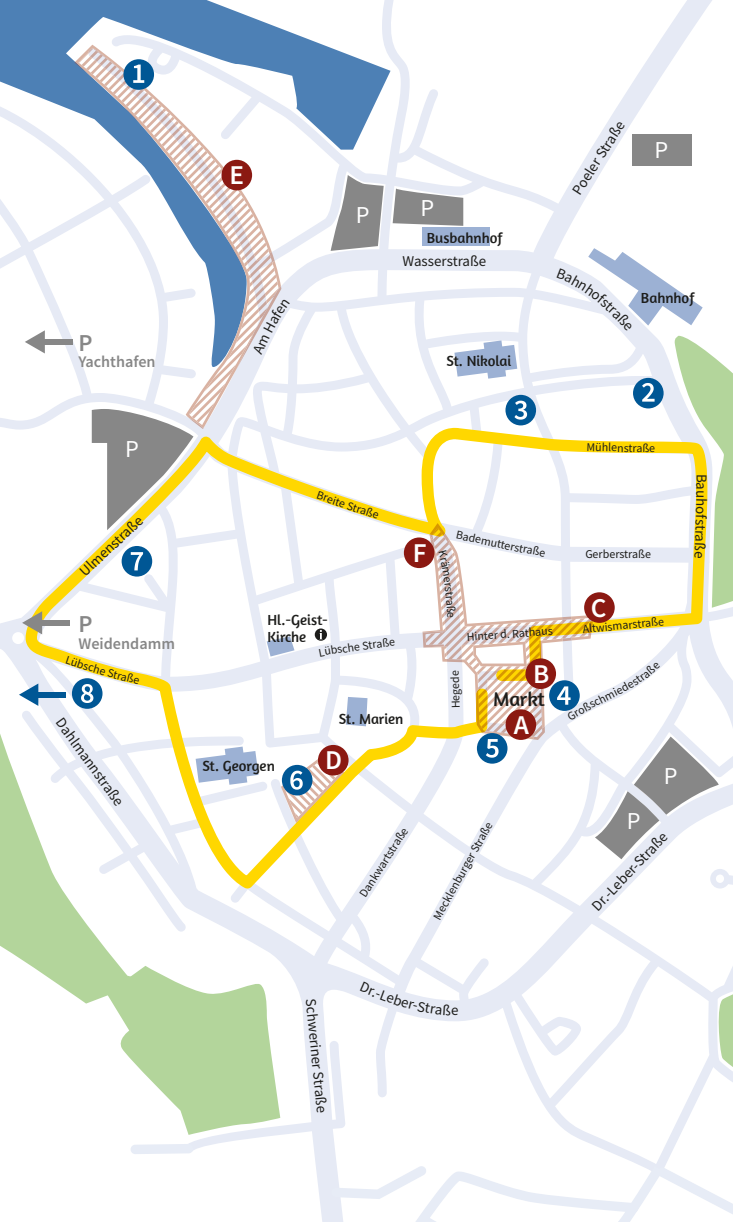 1
E
Poeler Straße
P
P
P
Busbahnhof
Wasserstraße
Bahnhofstraße
Bahnhof
Am Hafen
P
Yachthafen
St. Nikolai
2
3
P
Mühlenstraße
Breite Straße
Bauhofstraße
Ulmenstraße
7
F
Bademutterstraße
Gerberstraße
Krämerstraße
C
P
Weidendamm
Hl.-Geist-
Kirche i
Lübsche Straße
Hinter d. Rathaus
Altwismarstraße
Lübsche Straße
8
Hegede
B
Markt
4
Großschmiedestraße
A
St. Marien
5
Dahlmannstraße
St. Georgen
D
6
P
P
Dankwartstraße
Mecklenburger Straße
Dr.-Leber-Straße
Dr.-Leber-Straße
Schweriner Straße